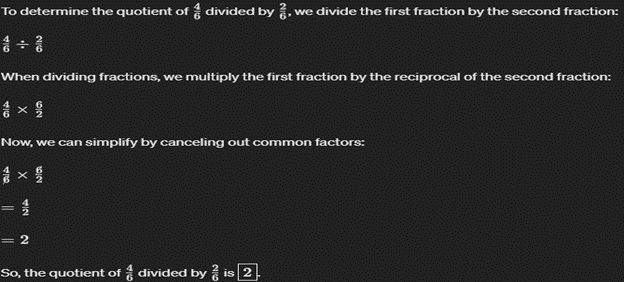 To determine the quotient of 4/6 divided by 2/6, we divide the first fraction by the second fraction:
4/6 ÷ 2/6
When dividing fractions, we multiply the first fraction by the reciprocal of the second fraction:
4/6 × 6/2
Now, we can simplify by canceling out common factors:
4/6 × 6/2
= 4/2
= 2
So, the quotient of 4/6 divided by 2/6 is 2.